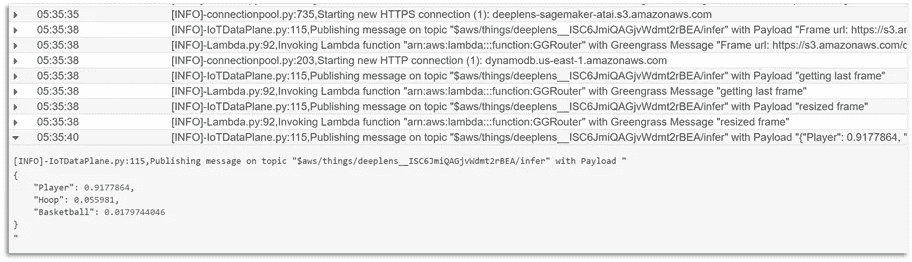 05:35:35 [INFO]-connectionpool.py:735,Starting new HTTPS connection (1): deeplens-sagemaker-atai.s3.amazonaws.com
05:35:38 [INFO]-IoTDataPlane.py:115,Publishing message on topic "$aws/things/deeplens__ISC6JmiQAGjvWdmt2rBEA/infer" with Payload "Frame url: https://s3.am
05:35:38 [INFO]-Lambda.py:92,Invoking Lambda function "arn:aws:lambda:::function:GGRouter" with Greengrass Message "Frame url: https://s3.amazonaws.com/d
05:35:38 [INFO]-connectionpool.py:203,Starting new HTTP connection (1): dynamodb.us-east-1.amazonaws.com
05:35:38 [INFO]-IoTDataPlane.py:115,Publishing message on topic "$aws/things/deeplens__ISC6JmiQAGjvWdmt2rBEA/infer" with Payload "getting last frame"
05:35:38 [INFO]-Lambda.py:92,Invoking Lambda function "arn:aws:lambda:::function:GGRouter" with Greengrass Message "getting last frame"
05:35:38 [INFO]-IoTDataPlane.py:115,Publishing message on topic "$aws/things/deeplens__ISC6JmiQAGjvWdmt2rBEA/infer" with Payload "resized frame"
05:35:38 [INFO]-Lambda.py:92,Invoking Lambda function "arn:aws:lambda:::function:GGRouter" with Greengrass Message "resized frame"
05:35:40 [INFO]-IoTDataPlane.py:115,Publishing message on topic "$aws/things/deeplens__ISC6JmiQAGjvWdmt2rBEA/infer" with Payload "{"Player": 0.9177864, "
[INFO]-IoTDataPlane.py:115,Publishing message on topic "$aws/things/deeplens__ISC6JmiQAGjvWdmt2rBEA/infer" with Payload "
{
"Player": 0.9177864,
"Hoop": 0.055981,
"Basketball": 0.0179744046
}
"